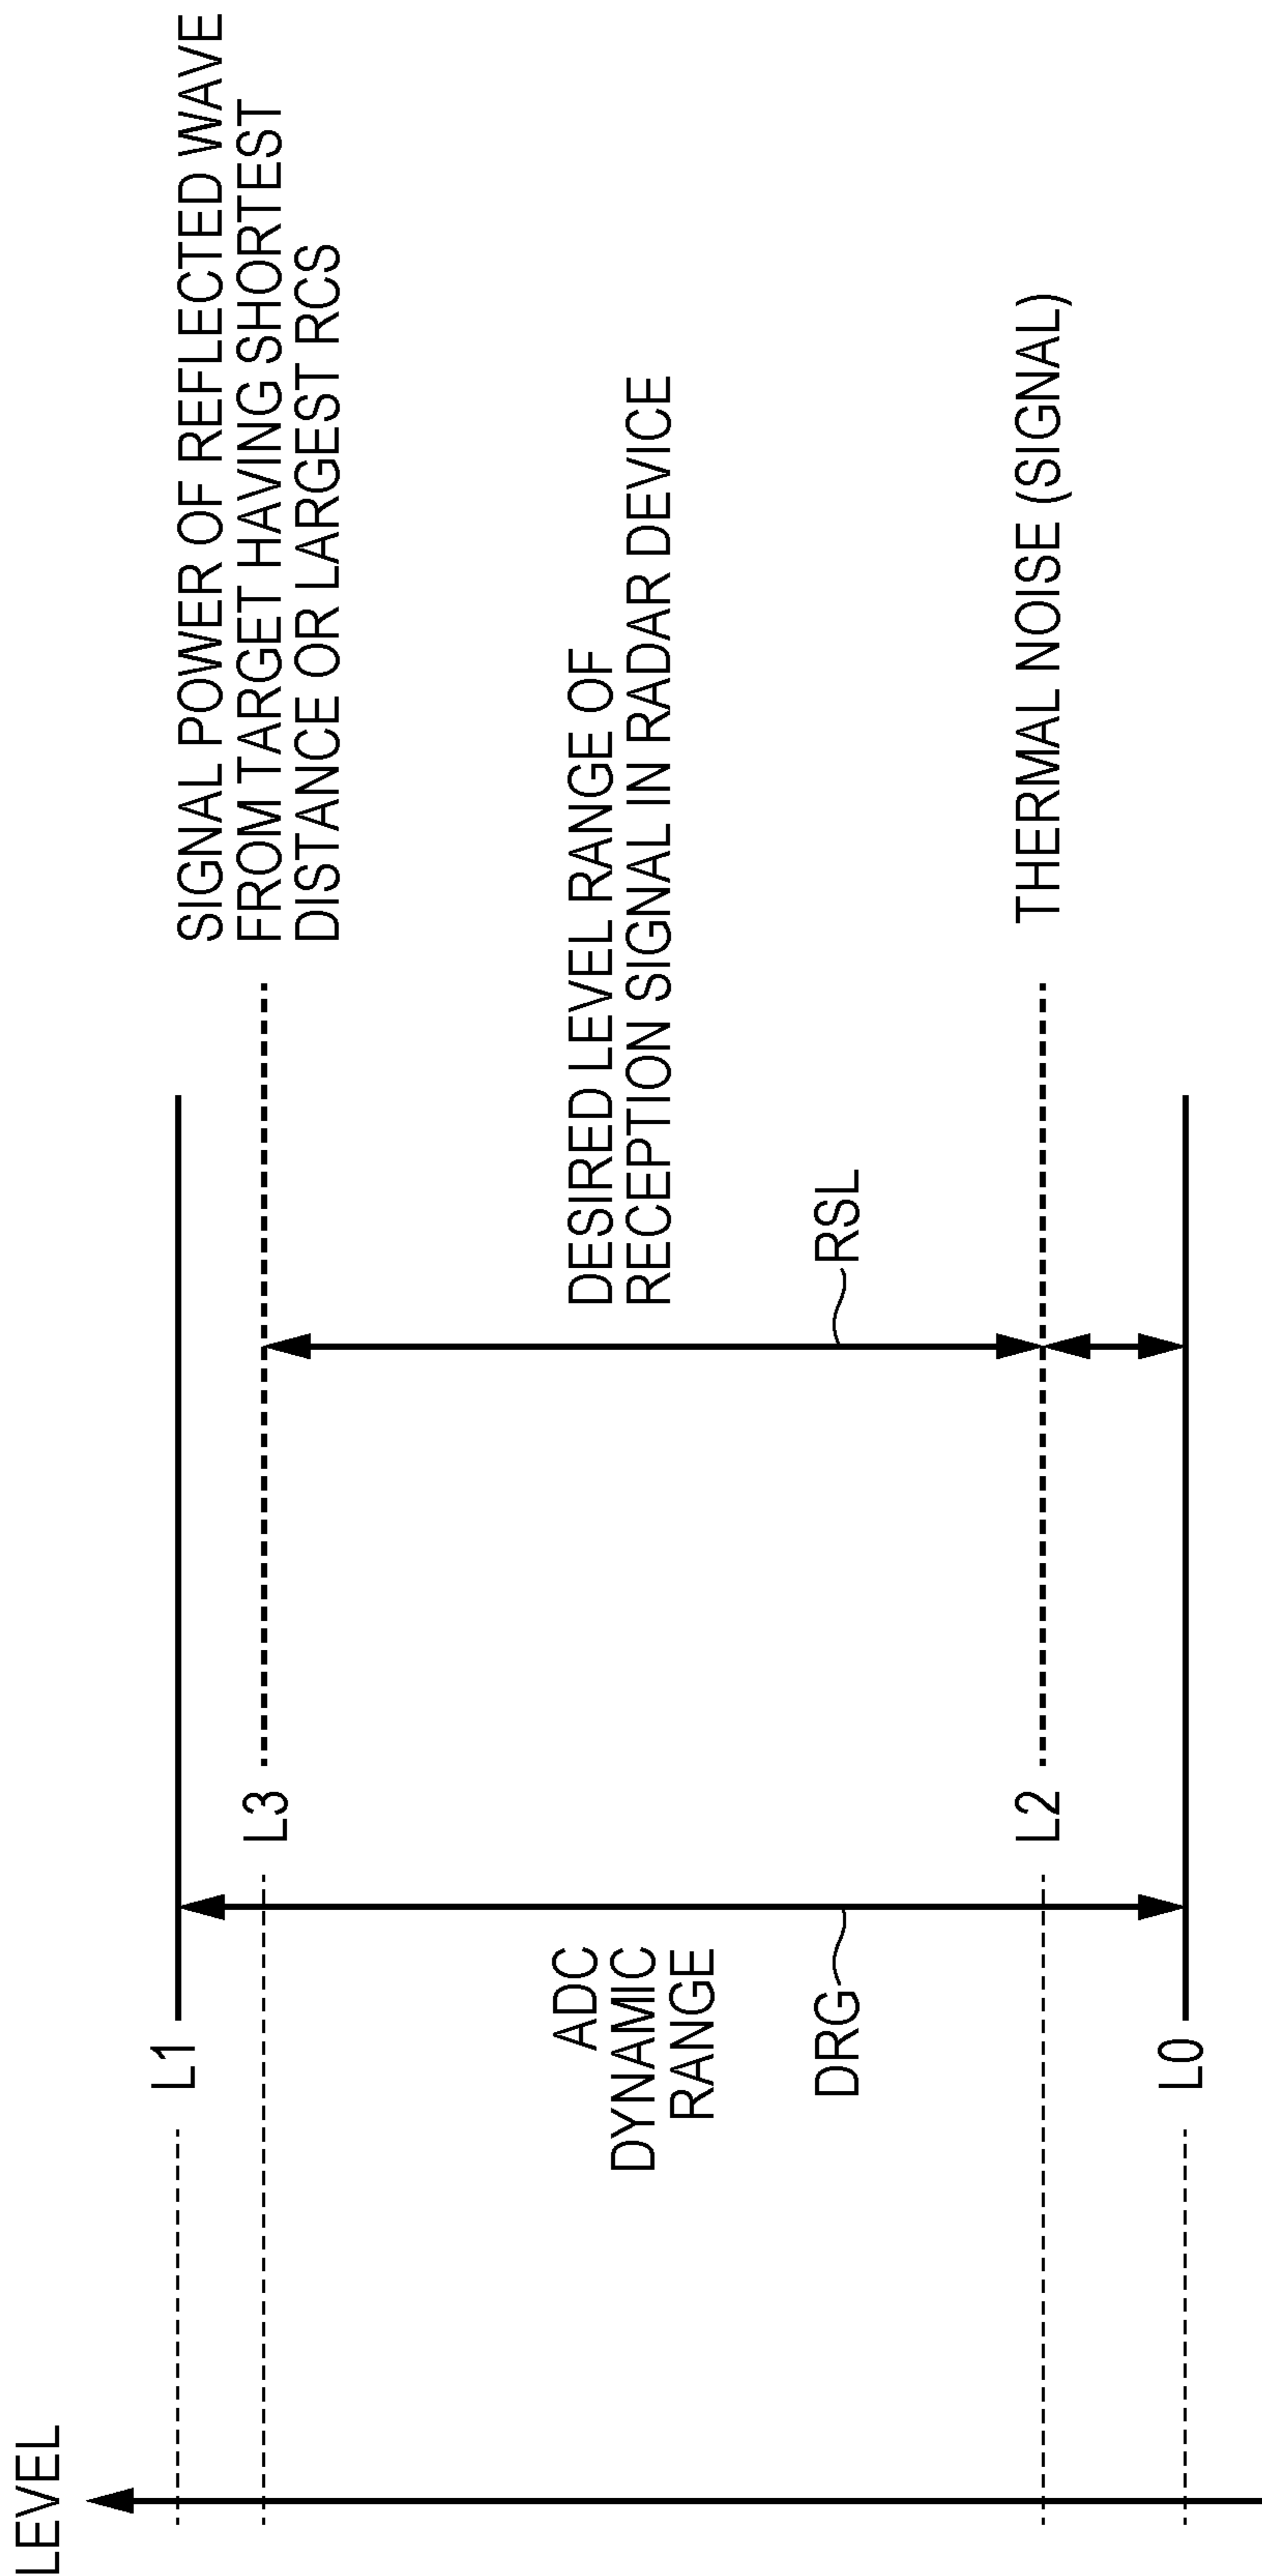 LEVEL
L1
SIGNAL POWER OF REFLECTED WAVE
FROM TARGET HAVING SHORTEST
DISTANCE OR LARGEST RCS
L3
ADC
DYNAMIC
RANGE
DESIRED LEVEL RANGE OF
RECEPTION SIGNAL IN RADAR DEVICE
DRG
RSL
L2
THERMAL NOISE (SIGNAL)
L0